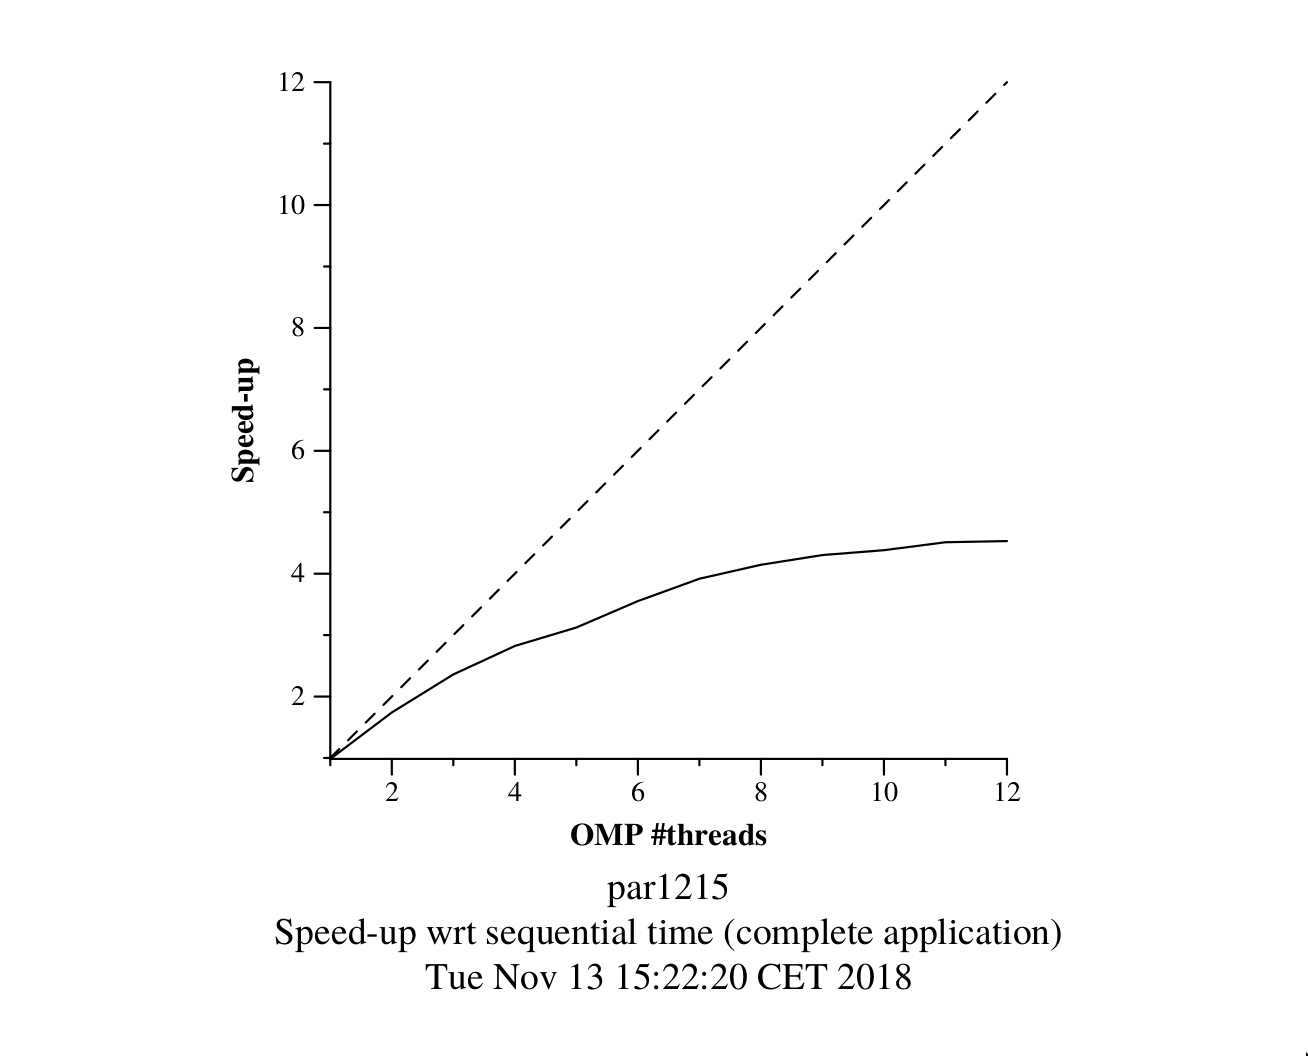 12
10
8
6
4
2
Speed-up
2 4 6 8 10 12
OMP #threads
par1215
Speed-up wrt sequential time (complete application)
Tue Nov 13 15:22:20 CET 2018